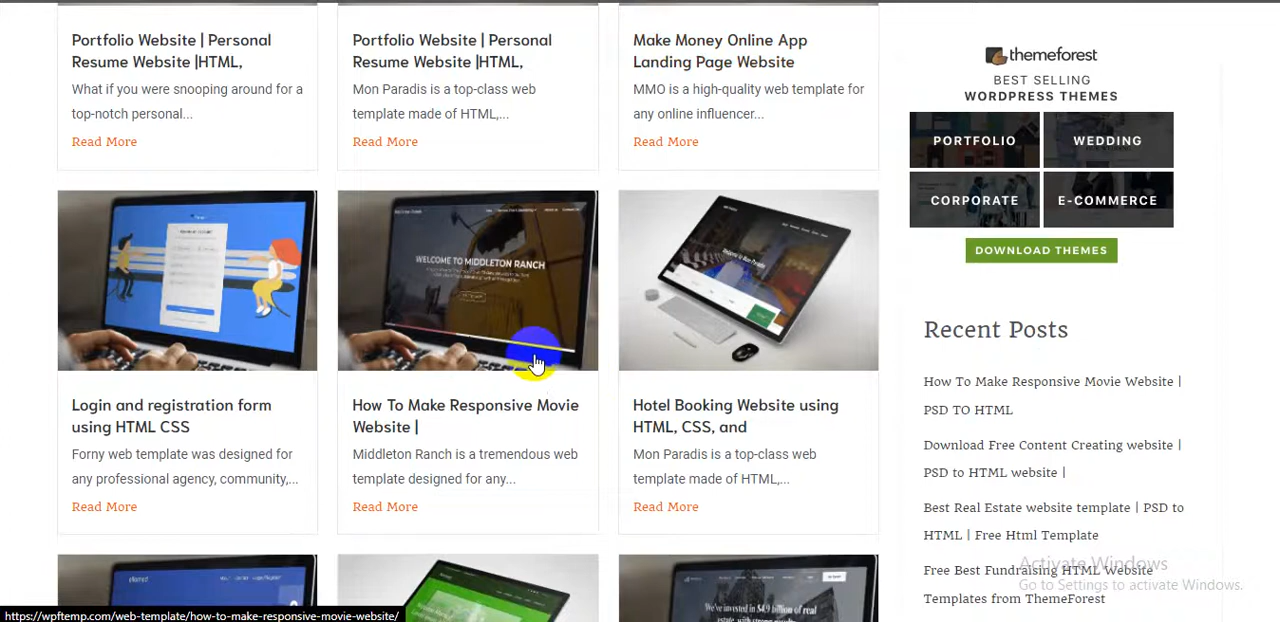 Portfolio Website | Personal
Resume Website |HTML,
What if you were snooping around for a
top-notch personal...
Read More
Portfolio Website | Personal
Resume Website |HTML,
Mon Paradis is a top-class web
template made of HTML,...
Read More
Make Money Online App
Landing Page Website
MMO is a high-quality web template for
any online influencer...
Read More
WELCOME TO MIDDLETON RANCH
Login and registration form
using HTML CSS
Forny web template was designed for
any professional agency, community,...
Read More
How To Make Responsive Movie
Website |
Middleton Ranch is a tremendous web
template designed for any...
Read More
Hotel Booking Website using
HTML, CSS, and
Mon Paradis is a top-class web
template made of HTML,...
Read More
We've invested in $4.9 billion of real
themeforest
BEST SELLING
WORDPRESS THEMES
PORTFOLIO
WEDDING
CORPORATE
E-COMMERCE
DOWNLOAD THEMES
Recent Posts
How To Make Responsive Movie Website |
PSD TO HTML
Download Free Content Creating website |
PSD to HTML website |
Best Real Estate website template | PSD to
HTML | Free Html Template
Free Best Fundraising HTML Website
Templates from ThemeForest
Activate Windows
Go to Settings to activate Windows.
https://wpftemp.com/web-template/how-to-make-responsive-movie-website/